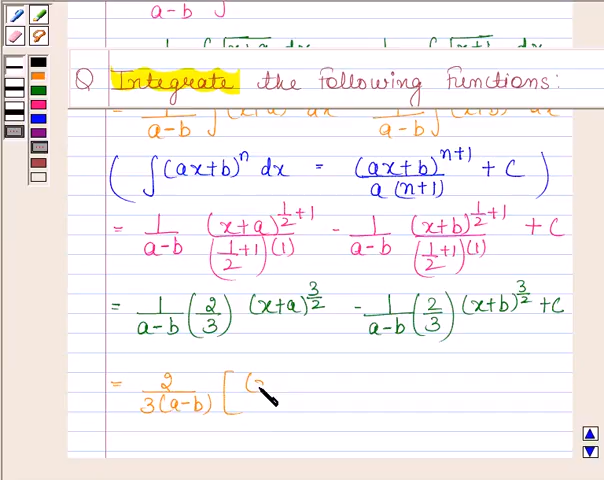 a-b ∫
Q Integrate the following Functions:
( ∫ (ax+b)^n dx = (ax+b)^(n+1) / a(n+1) + C )
= 1/(a-b) (x+a)^(1/2+1) / (1/2+1)(1) - 1/(a-b) (x+b)^(1/2+1) / (1/2+1)(1) + C
= 1/(a-b) (2/3) (x+a)^(3/2) - 1/(a-b) (2/3) (x+b)^(3/2) + C
= 2/3(a-b) [ (